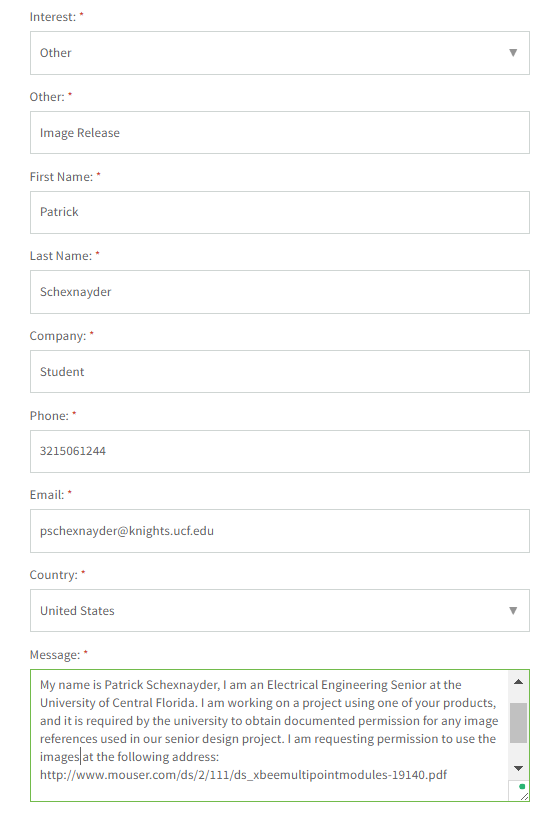 Interest: *
Other
Other: *
Image Release
First Name: *
Patrick
Last Name: *
Schexnayder
Company: *
Student
Phone: *
3215061244
Email: *
pschexnayder@knights.ucf.edu
Country: *
United States
Message: *
My name is Patrick Schexnayder, I am an Electrical Engineering Senior at the
University of Central Florida. I am working on a project using one of your products,
and it is required by the university to obtain documented permission for any image
references used in our senior design project. I am requesting permission to use the
images at the following address:
http://www.mouser.com/ds/2/111/ds_xbeemultipointmodules-19140.pdf